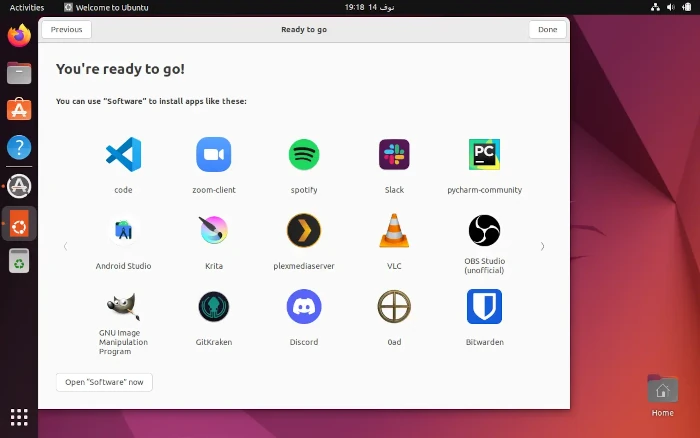 Activities
Welcome to Ubuntu
19:18 14 نوف
Previous
Ready to go
Done
You're ready to go!
You can use "Software" to install apps like these:
code
zoom-client
spotify
Slack
pycharm-community
PC
Android Studio
Krita
plexmediaserver
VLC
OBS Studio
(unofficial)
GNU Image
Manipulation
Program
GitKraken
Discord
0ad
Bitwarden
Open "Software" now
Home